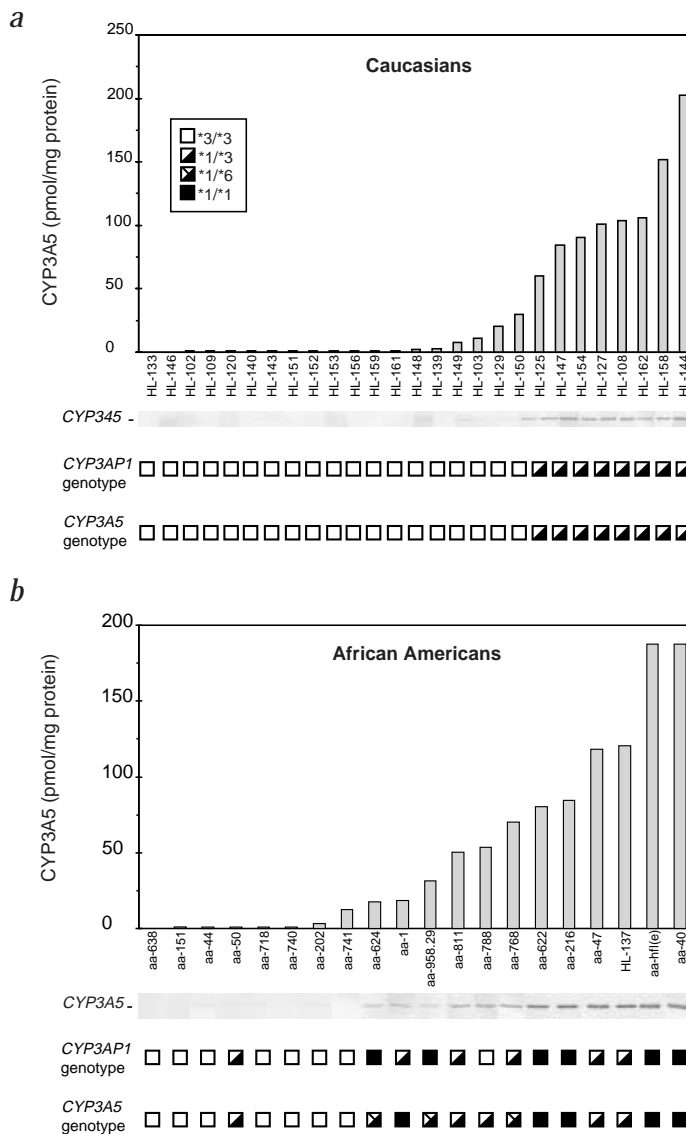 a
250
200
150
100
50
0
CYP3A5 (pmol/mg protein)
Caucasians
*3/*3
*1/*3
*1/*6
*1/*1
HL-133
HL-146
HL-102
HL-109
HL-120
HL-140
HL-143
HL-151
HL-152
HL-153
HL-156
HL-159
HL-161
HL-148
HL-139
HL-149
HL-103
HL-129
HL-150
HL-125
HL-147
HL-154
HL-127
HL-108
HL-162
HL-158
HL-144
CYP345 -
CYP3AP1
genotype
CYP3A5
genotype
b
200
150
100
50
0
CYP3A5 (pmol/mg protein)
African Americans
aa-638
aa-151
aa-44
aa-50
aa-718
aa-740
aa-202
aa-741
aa-624
aa-1
aa-958.29
aa-811
aa-788
aa-768
aa-622
aa-216
aa-47
HL-137
aa-hfl(e)
aa-40
CYP3A5 -
CYP3AP1
genotype
CYP3A5
genotype